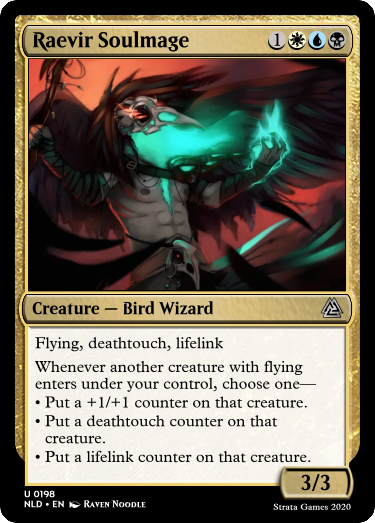 Raevir Soulmage 1
Creature — Bird Wizard
Flying, deathtouch, lifelink
Whenever another creature with flying
enters under your control, choose one—
• Put a +1/+1 counter on that creature.
• Put a deathtouch counter on that
creature.
• Put a lifelink counter on that creature.
3/3
U 0198
NLD • EN Raven Noodle
Strata Games 2020